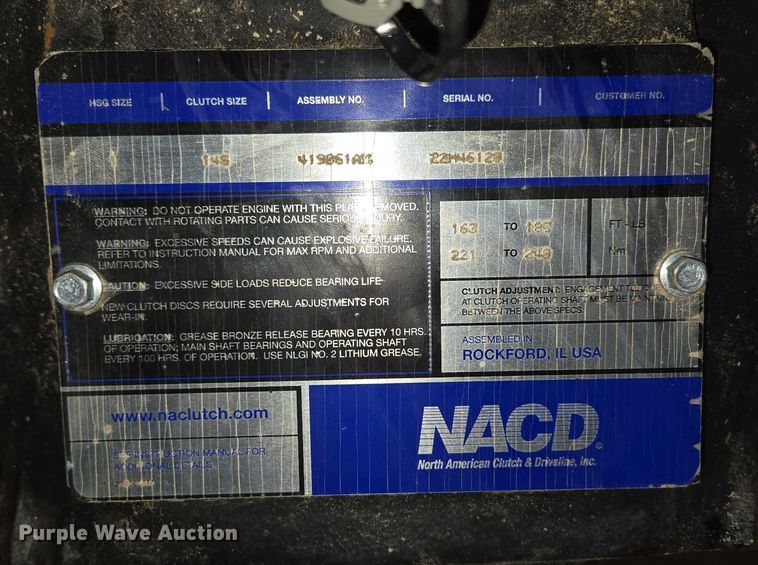 HSG SIZE CLUTCH SIZE ASSEMBLY NO. SERIAL NO. CUSTOMER NO.
1 14S
WARNING: DO NOT OPERATE ENGINE WITH THIS PLATE REMOVED.
CONTACT WITH ROTATING PARTS CAN CAUSE SERIOUS INJURY.
WARNING: EXCESSIVE SPEEDS CAN CAUSE EXPLOSIVE FAILURE.
REFER TO INSTRUCTION MANUAL FOR MAX RPM AND ADDITIONAL
LIMITATIONS.
CAUTION: EXCESSIVE SIDE LOADS REDUCE BEARING LIFE
NEW CLUTCH DISCS REQUIRE SEVERAL ADJUSTMENTS FOR
WEAR-IN.
LUBRICATION: GREASE BRONZE RELEASE BEARING EVERY 10 HRS.
OF OPERATION; MAIN SHAFT BEARINGS AND OPERATING SHAFT
EVERY 100 HRS. OF OPERATION. USE NLGI NO. 2 LITHIUM GREASE.
163 TO FT - LB
221 TO Nm
CLUTCH ADJUSTMENT: ENGAGEMENT
AT CLUTCH OPERATING SHAFT MUST BE
BETWEEN THE ABOVE SPECS.
ASSEMBLED IN
ROCKFORD, IL USA
www.naclutch.com
SEE INSTRUCTION MANUAL FOR
ADDITIONAL DETAILS.
NACD®
North American Clutch & Driveline, Inc.
Purple Wave Auction